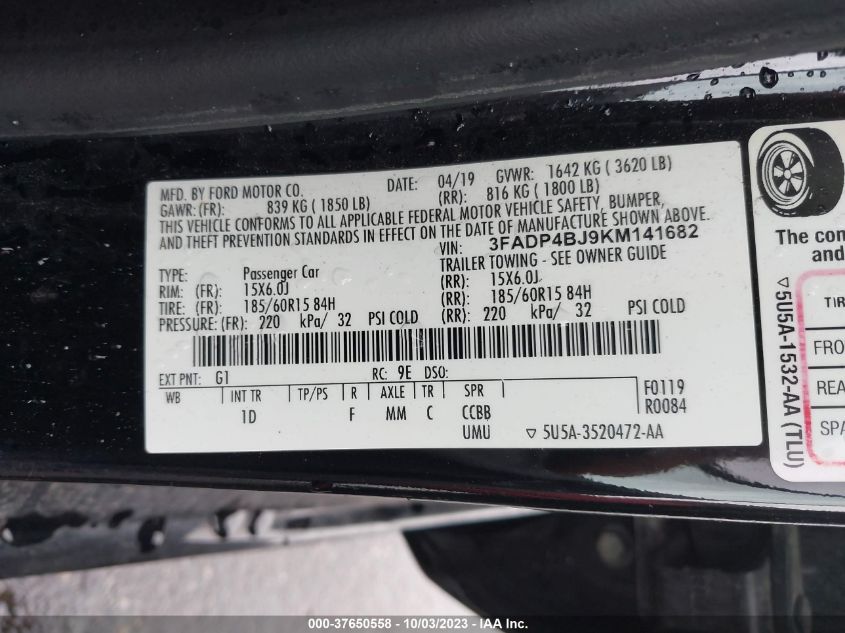 MFD. BY FORD MOTOR CO. DATE: 04/19 GVWR: 1642 KG ( 3620 LB)
GAWR: (FR): 839 KG ( 1850 LB) (RR): 816 KG ( 1800 LB)
THIS VEHICLE CONFORMS TO ALL APPLICABLE FEDERAL MOTOR VEHICLE SAFETY, BUMPER,
AND THEFT PREVENTION STANDARDS IN EFFECT ON THE DATE OF MANUFACTURE SHOWN ABOVE.
VIN: 3FADP4BJ9KM141682
TYPE: Passenger Car TRAILER TOWING - SEE OWNER GUIDE
RIM: (FR): 15X6.0J (RR): 15X6.0J
TIRE: (FR): 185/60R15 84H (RR): 185/60R15 84H
PRESSURE: (FR): 220 kPa/ 32 PSI COLD (RR): 220 kPa/ 32 PSI COLD
EXT PNT: G1 RC: 9E DSO:
WB INT TR TP/PS R AXLE TR SPR F0119
1D F MM C CCBB R0084
UMU ▽ 5U5A-3520472-AA
The com
and
▽ 5U5A-1532-AA (TLU)
TIR
FRO
REA
SPA
000-37650558 - 10/03/2023 - IAA Inc.